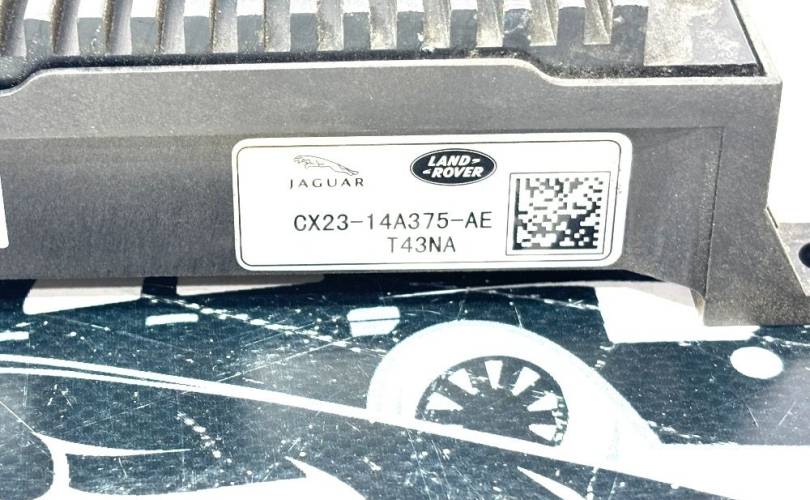 JAGUAR
LAND-
-ROVER
CX23-14A375-AE
T43NA